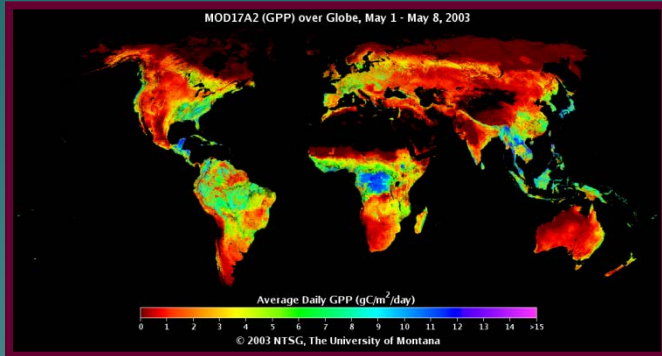 MOD17A2 (GPP) over Globe, May 1 - May 8, 2003
Average Daily GPP (gC/m²/day)
0 1 2 3 4 5 6 7 8 9 10 11 12 13 14 >15
© 2003 NTSG, The University of Montana